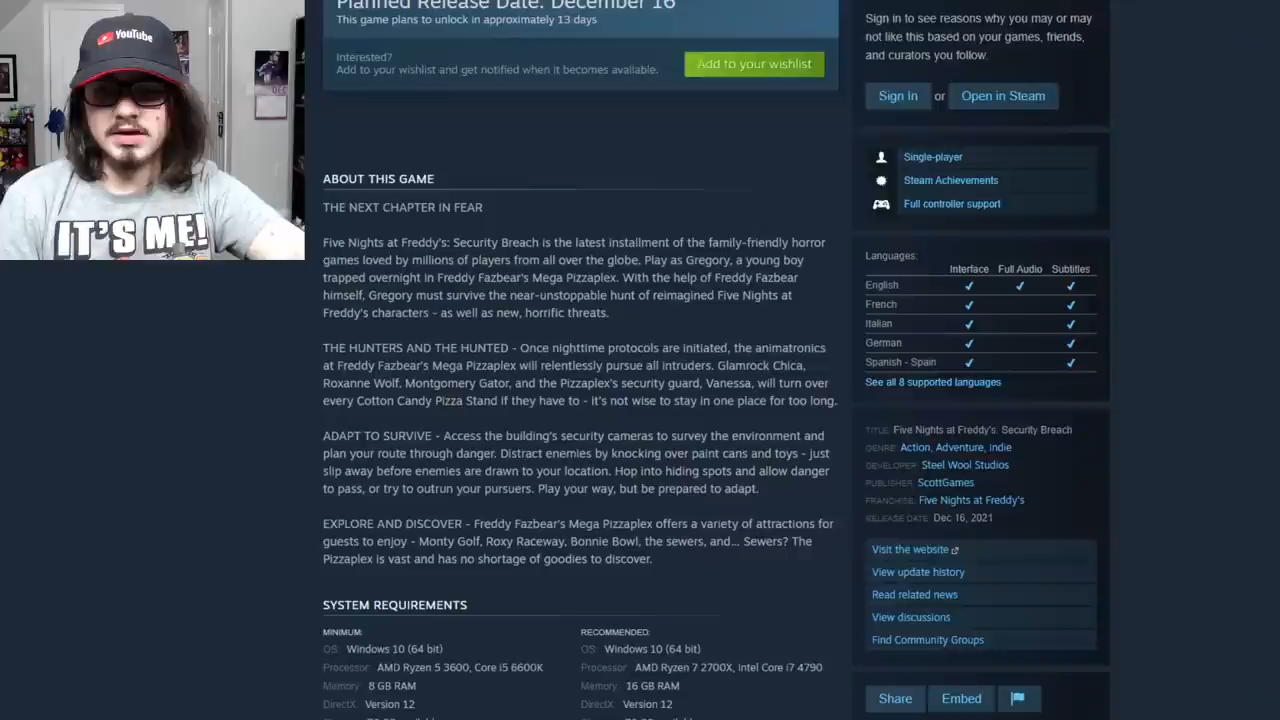 YouTube
IT'S ME!
Planned Release Date: December 16
This game plans to unlock in approximately 13 days
Interested?
Add to your wishlist and get notified when it becomes available.
Add to your wishlist
ABOUT THIS GAME
THE NEXT CHAPTER IN FEAR
Five Nights at Freddy's: Security Breach is the latest installment of the family-friendly horror
games loved by millions of players from all over the globe. Play as Gregory, a young boy
trapped overnight in Freddy Fazbear's Mega Pizzaplex. With the help of Freddy Fazbear
himself, Gregory must survive the near-unstoppable hunt of reimagined Five Nights at
Freddy's characters - as well as new, horrific threats.
THE HUNTERS AND THE HUNTED - Once nighttime protocols are initiated, the animatronics
at Freddy Fazbear's Mega Pizzaplex will relentlessly pursue all intruders. Glamrock Chica,
Roxanne Wolf, Montgomery Gator, and the Pizzaplex's security guard, Vanessa, will turn over
every Cotton Candy Pizza Stand if they have to - it's not wise to stay in one place for too long.
ADAPT TO SURVIVE - Access the building's security cameras to survey the environment and
plan your route through danger. Distract enemies by knocking over paint cans and toys - just
slip away before enemies are drawn to your location. Hop into hiding spots and allow danger
to pass, or try to outrun your pursuers. Play your way, but be prepared to adapt.
EXPLORE AND DISCOVER - Freddy Fazbear's Mega Pizzaplex offers a variety of attractions for
guests to enjoy - Monty Golf, Roxy Raceway, Bonnie Bowl, the sewers, and... Sewers? The
Pizzaplex is vast and has no shortage of goodies to discover.
SYSTEM REQUIREMENTS
MINIMUM:
OS: Windows 10 (64 bit)
Processor: AMD Ryzen 5 3600, Core i5 6600K
Memory: 8 GB RAM
DirectX: Version 12
RECOMMENDED:
OS: Windows 10 (64 bit)
Processor: AMD Ryzen 7 2700X, Intel Core i7 4790
Memory: 16 GB RAM
DirectX: Version 12
Sign in to see reasons why you may or may
not like this based on your games, friends,
and curators you follow.
Sign In or Open in Steam
Single-player
Steam Achievements
Full controller support
Languages:
Interface Full Audio Subtitles
English ✔ ✔ ✔
French ✔ ✔
Italian ✔ ✔
German ✔ ✔
Spanish - Spain ✔ ✔
See all 8 supported languages
TITLE: Five Nights at Freddy's: Security Breach
GENRE: Action, Adventure, Indie
DEVELOPER: Steel Wool Studios
PUBLISHER: ScottGames
FRANCHISE: Five Nights at Freddy's
RELEASE DATE: Dec 16, 2021
Visit the website
View update history
Read related news
View discussions
Find Community Groups
Share Embed